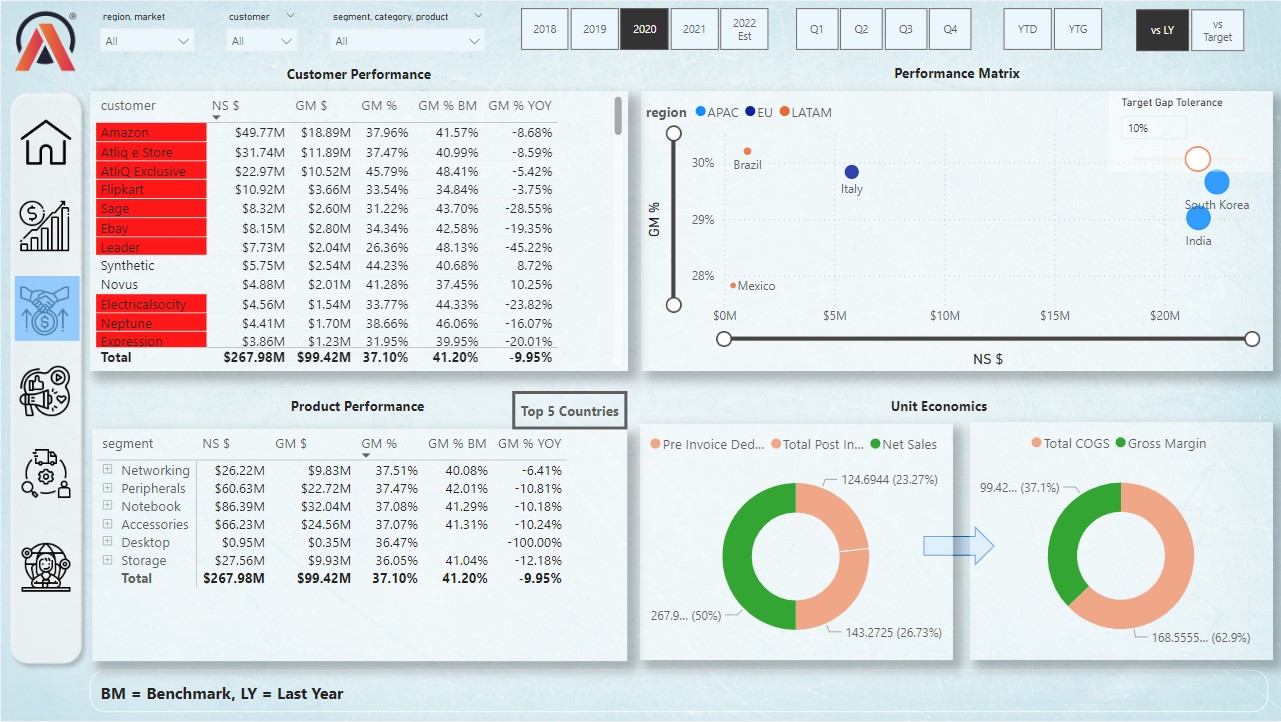 region, market
customer
segment, category, product
All
All
All
2018
2019
2020
2021
2022
Est
Q1
Q2
Q3
Q4
YTD
YTG
vs LY
vs
Target
Customer Performance
customer NS $ GM $ GM % GM % BM GM % YOY
Amazon $49.77M $18.89M 37.96% 41.57% -8.68%
Atliq e Store $31.74M $11.89M 37.47% 40.99% -8.59%
AtliQ Exclusive $22.97M $10.52M 45.79% 48.41% -5.42%
Flipkart $10.92M $3.66M 33.54% 34.84% -3.75%
Sage $8.32M $2.60M 31.22% 43.70% -28.55%
Ebay $8.15M $2.80M 34.34% 42.58% -19.35%
Leader $7.73M $2.04M 26.36% 48.13% -45.22%
Synthetic $5.75M $2.54M 44.23% 40.68% 8.72%
Novus $4.88M $2.01M 41.28% 37.45% 10.25%
Electricalsocity $4.56M $1.54M 33.77% 44.33% -23.82%
Neptune $4.41M $1.70M 38.66% 46.06% -16.07%
Expression $3.86M $1.23M 31.95% 39.95% -20.01%
Total $267.98M $99.42M 37.10% 41.20% -9.95%
Performance Matrix
region APAC EU LATAM
Target Gap Tolerance
10%
GM %
30%
29%
28%
Brazil
Italy
South Korea
India
Mexico
$0M $5M $10M $15M $20M
NS $
Product Performance
Top 5 Countries
segment NS $ GM $ GM % GM % BM GM % YOY
Networking $26.22M $9.83M 37.51% 40.08% -6.41%
Peripherals $60.63M $22.72M 37.47% 42.01% -10.81%
Notebook $86.39M $32.04M 37.08% 41.29% -10.18%
Accessories $66.23M $24.56M 37.07% 41.31% -10.24%
Desktop $0.95M $0.35M 36.47% -100.00%
Storage $27.56M $9.93M 36.05% 41.04% -12.18%
Total $267.98M $99.42M 37.10% 41.20% -9.95%
Unit Economics
Pre Invoice Ded... Total Post In... Net Sales
124.6944 (23.27%)
267.9... (50%)
143.2725 (26.73%)
Total COGS Gross Margin
99.42... (37.1%)
168.5555... (62.9%)
BM = Benchmark, LY = Last Year